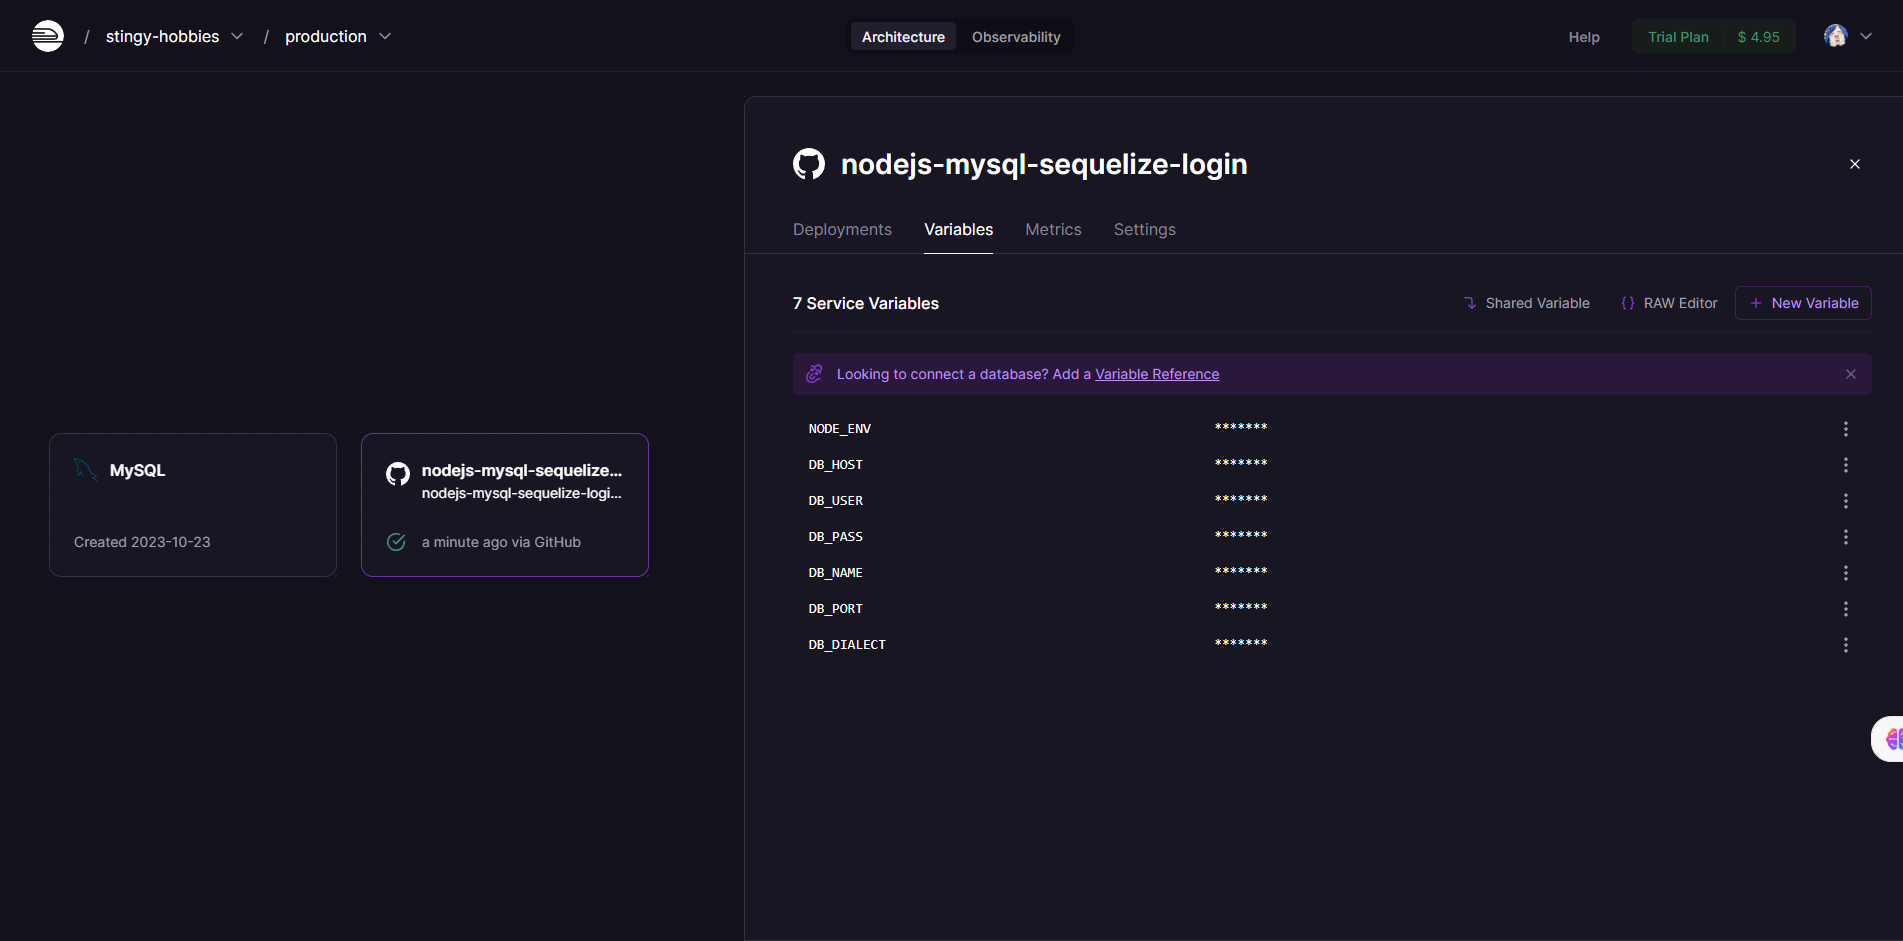 / stingy-hobbies / production
Architecture Observability
Help Trial Plan $ 4.95
MySQL
Created 2023-10-23
nodejs-mysql-sequelize...
nodejs-mysql-sequelize-logi...
a minute ago via GitHub
nodejs-mysql-sequelize-login
Deployments Variables Metrics Settings
7 Service Variables Shared Variable {} RAW Editor + New Variable
Looking to connect a database? Add a Variable Reference
NODE_ENV *******
DB_HOST *******
DB_USER *******
DB_PASS *******
DB_NAME *******
DB_PORT *******
DB_DIALECT *******